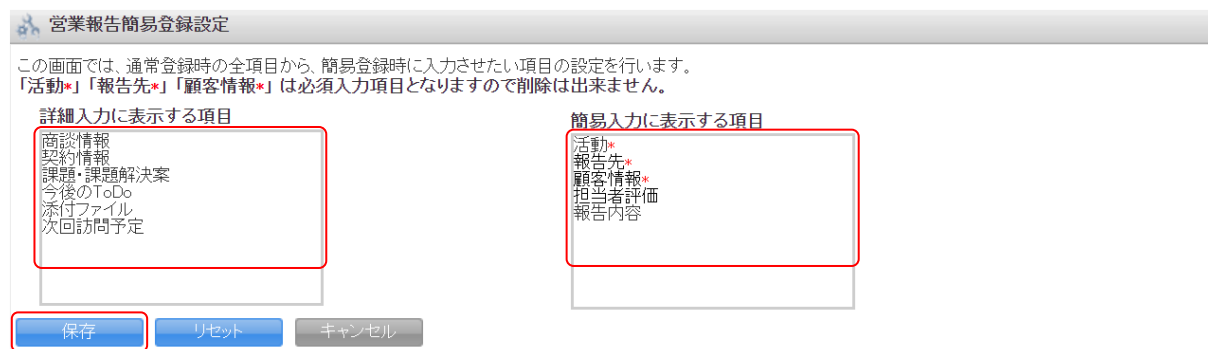 営業報告簡易登録設定
この画面では、通常登録時の全項目から、簡易登録時に入力させたい項目の設定を行います。
「活動*」「報告先*」「顧客情報*」は必須入力項目となりますので削除は出来ません。
詳細入力に表示する項目
商談情報
契約情報
課題・課題解決案
今後のToDo
添付ファイル
次回訪問予定
簡易入力に表示する項目
活動*
報告先*
顧客情報*
担当者評価
報告内容
保存 リセット キャンセル